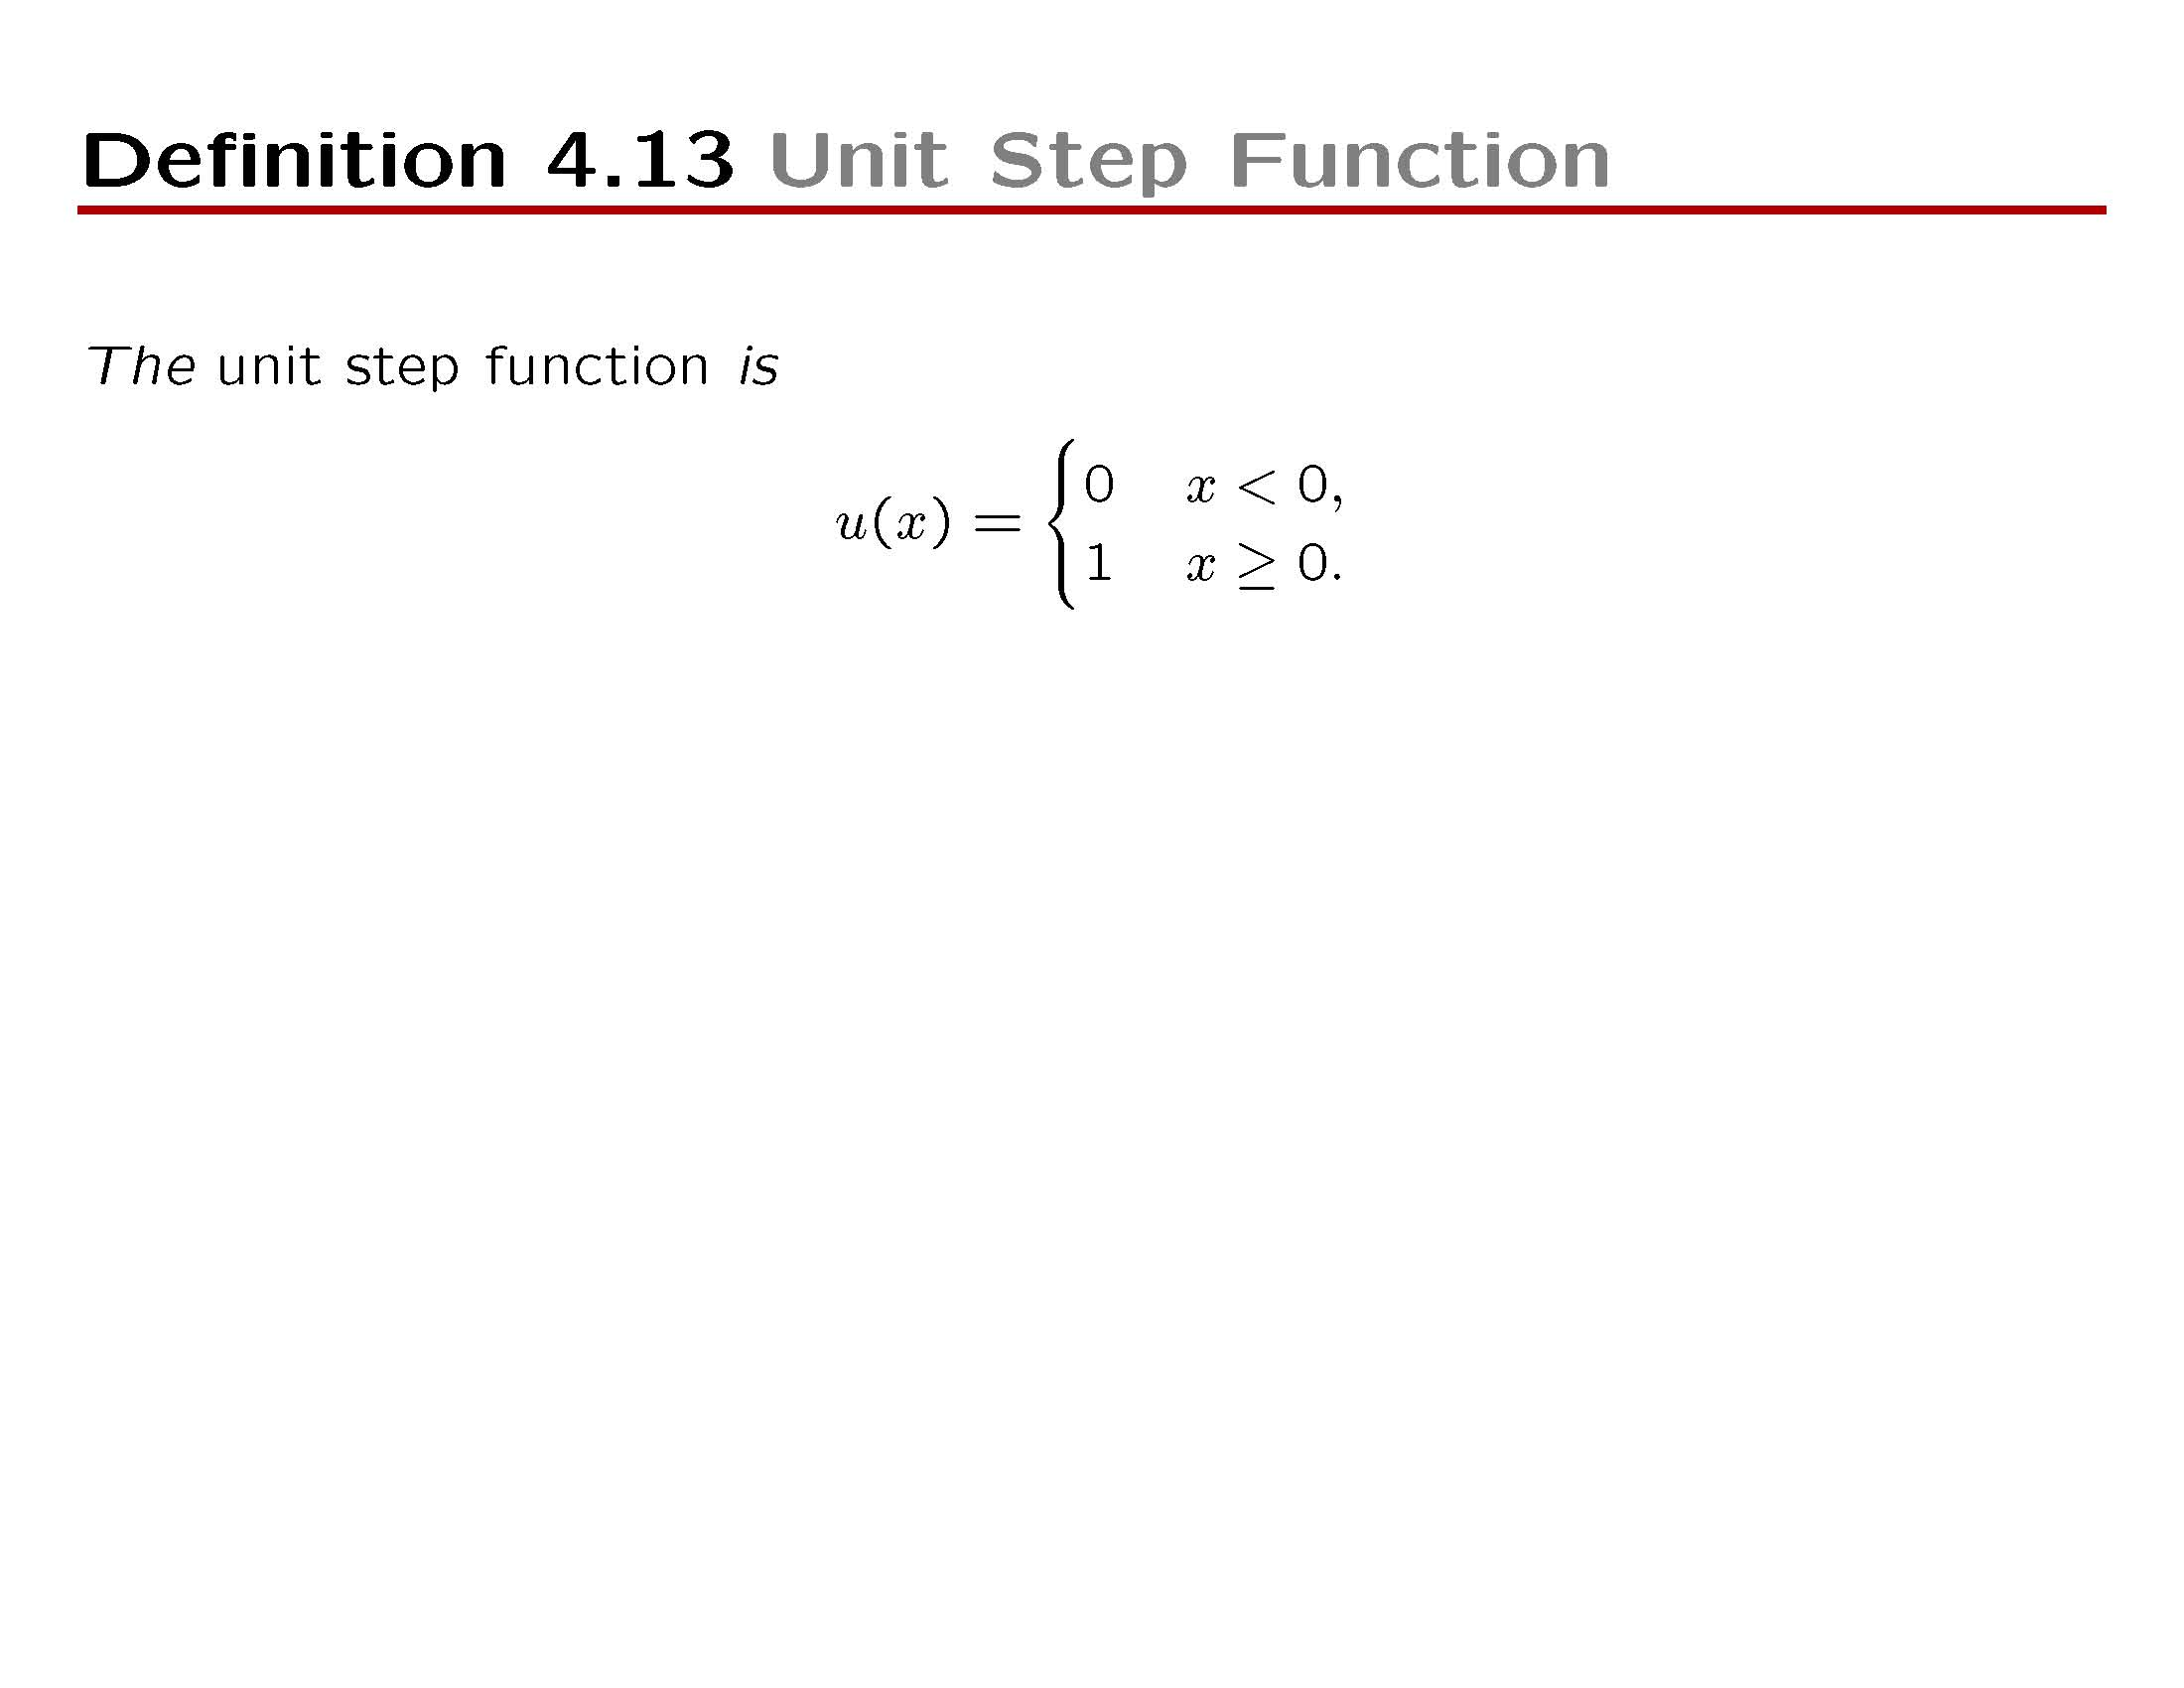 Definition 4.13 Unit Step Function
The unit step function is
u(x) = { 0 x < 0,
1 x ≥ 0.